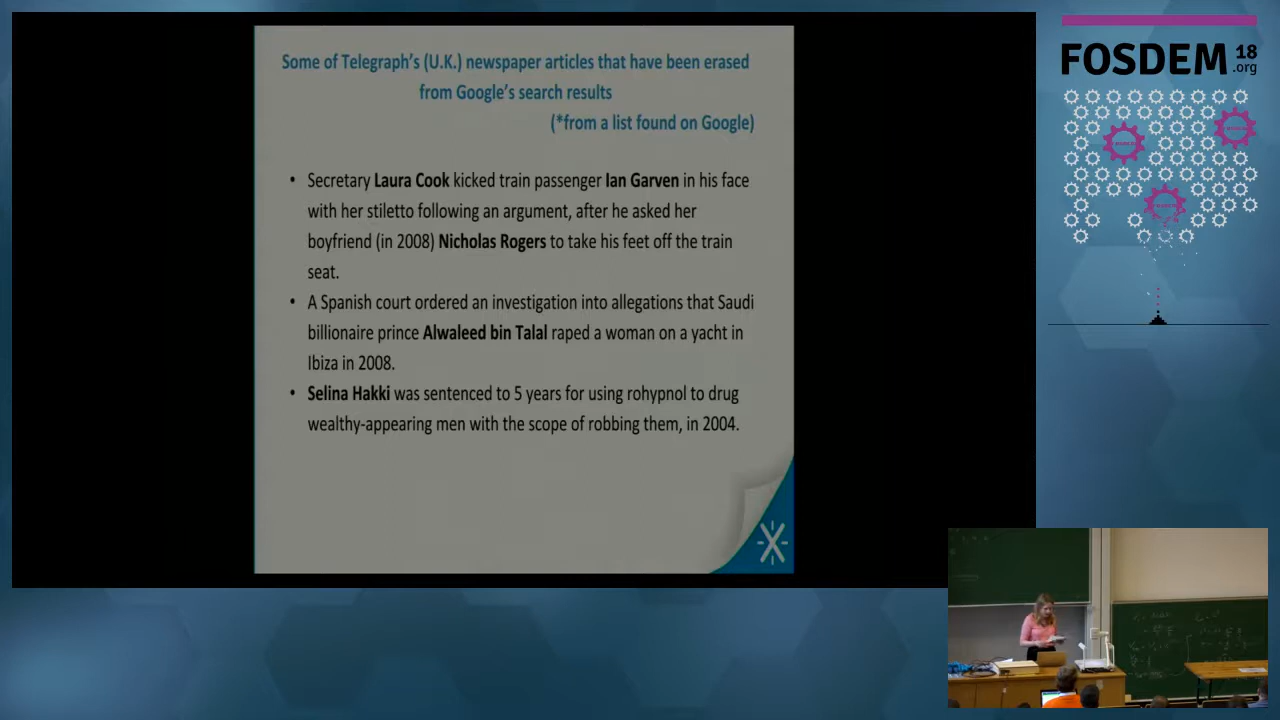 Some of Telegraph's (U.K.) newspaper articles that have been erased
from Google's search results
(*from a list found on Google)
• Secretary Laura Cook kicked train passenger Ian Garven in his face
with her stiletto following an argument, after he asked her
boyfriend (in 2008) Nicholas Rogers to take his feet off the train
seat.
• A Spanish court ordered an investigation into allegations that Saudi
billionaire prince Alwaleed bin Talal raped a woman on a yacht in
Ibiza in 2008.
• Selina Hakki was sentenced to 5 years for using rohypnol to drug
wealthy-appearing men with the scope of robbing them, in 2004.
FOSDEM 18
.org